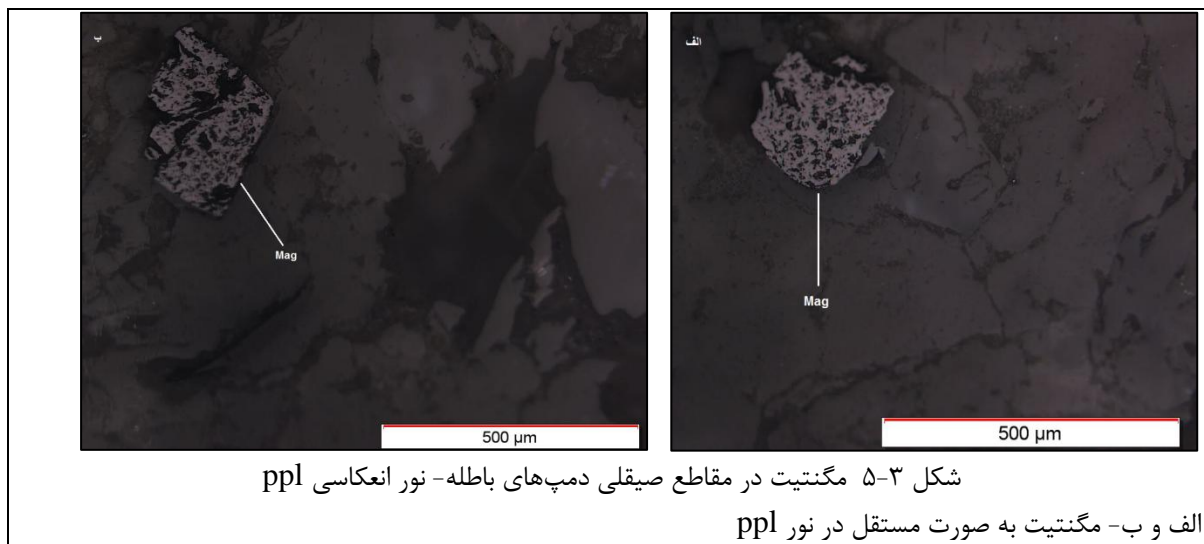 الف
Mag
500 µm
ب
Mag
500 µm
شکل ۳-۵ مگنتیت در مقاطع صیقلی دمپ‌های باطله- نور انعکاسی ppl
الف و ب- مگنتیت به صورت مستقل در نور ppl